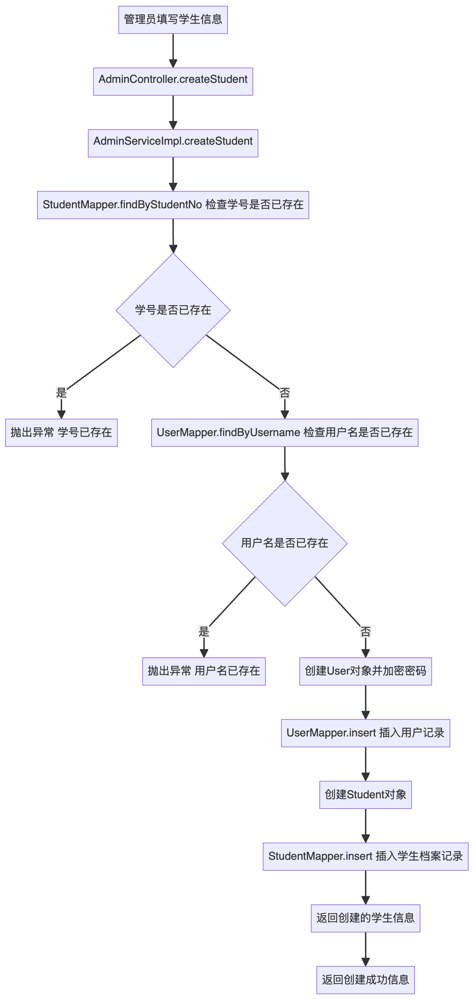 管理员填写学生信息
AdminController.createStudent
AdminServiceImpl.createStudent
StudentMapper.findByStudentNo 检查学号是否已存在
学号是否已存在
是
否
抛出异常 学号已存在
UserMapper.findByUsername 检查用户名是否已存在
用户名是否已存在
是
否
抛出异常 用户名已存在
创建User对象并加密密码
UserMapper.insert 插入用户记录
创建Student对象
StudentMapper.insert 插入学生档案记录
返回创建的学生信息
返回创建成功信息